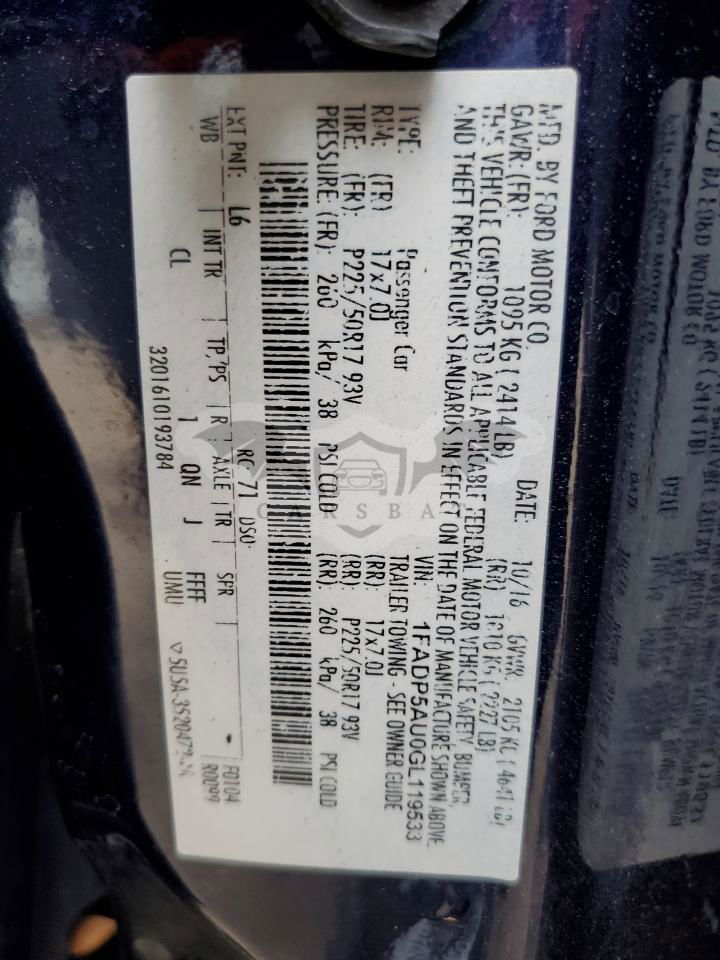 MFD. BY FORD MOTOR CO. DATE: 10/16 GVWR: 2105 KG ( 4641 LB)
GAWR: (FR): 1095 KG ( 2414 LB) (RR): 1010 KG ( 2227 LB)
THIS VEHICLE CONFORMS TO ALL APPLICABLE FEDERAL MOTOR VEHICLE SAFETY BUMPER,
AND THEFT PREVENTION STANDARDS IN EFFECT ON THE DATE OF MANUFACTURE SHOWN ABOVE.
VIN: 1FADP5AU0GL119533
TYPE: Passenger Car TRAILER TOWING - SEE OWNER GUIDE
RIM: (FR) 17x7.0J (RR): 17x7.0J
TIRE: (FR): P225/50R17 93V (RR): P225/50R17 93V
PRESSURE: (FR): 260 kPa/ 38 PSI COLD (RR): 260 kPa/ 38 PSI COLD
CARSBA
EXT PNT: L6 RC: 71 DSO: F0104
WB INT TR TP/PS R AXLE TR SPR R0099
CL 1 QN J FFFF UMU
3201610193784 ▽5USA-3520472-